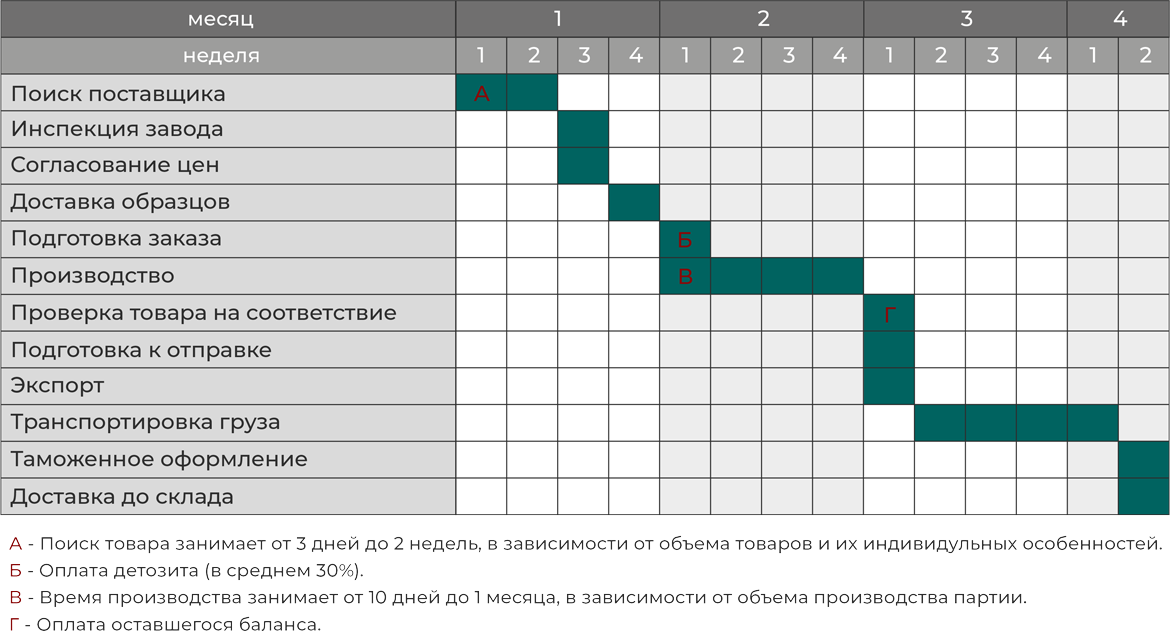 месяц 1 2 3 4
неделя 1 2 3 4 1 2 3 4 1 2 3 4 1 2
Поиск поставщика А
Инспекция завода
Согласование цен
Доставка образцов
Подготовка заказа Б
Производство В
Проверка товара на соответствие Г
Подготовка к отправке
Экспорт
Транспортировка груза
Таможенное оформление
Доставка до склада
А - Поиск товара занимает от 3 дней до 2 недель, в зависимости от объема товаров и их индивидульных особенностей.
Б - Оплата детозита (в среднем 30%).
В - Время производства занимает от 10 дней до 1 месяца, в зависимости от объема производства партии.
Г - Оплата оставшегося баланса.